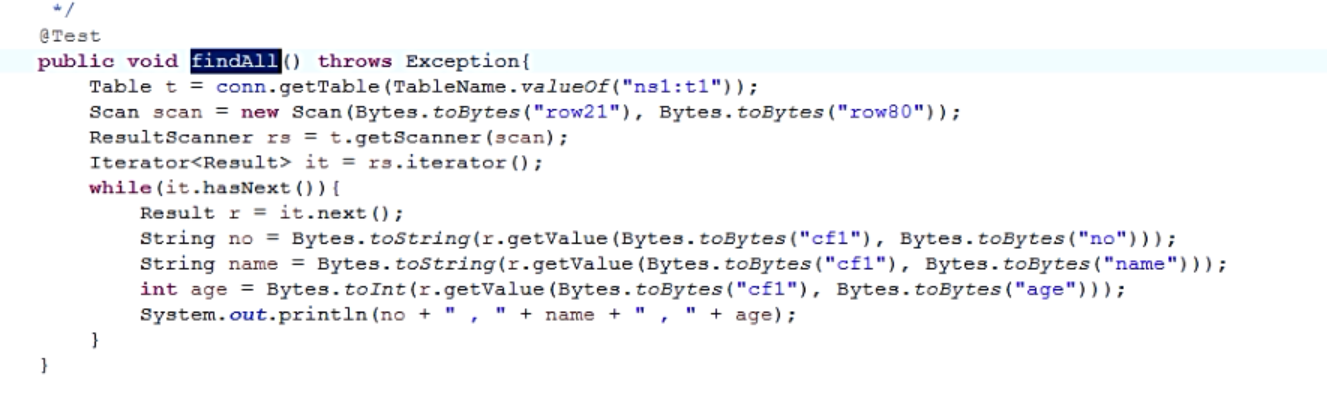 */
@Test
public void findAll() throws Exception{
Table t = conn.getTable(TableName.valueOf("ns1:t1"));
Scan scan = new Scan(Bytes.toBytes("row21"), Bytes.toBytes("row80"));
ResultScanner rs = t.getScanner(scan);
Iterator<Result> it = rs.iterator();
while(it.hasNext()){
Result r = it.next();
String no = Bytes.toString(r.getValue(Bytes.toBytes("cf1"), Bytes.toBytes("no")));
String name = Bytes.toString(r.getValue(Bytes.toBytes("cf1"), Bytes.toBytes("name")));
int age = Bytes.toInt(r.getValue(Bytes.toBytes("cf1"), Bytes.toBytes("age")));
System.out.println(no + " , " + name + " , " + age);
}
}